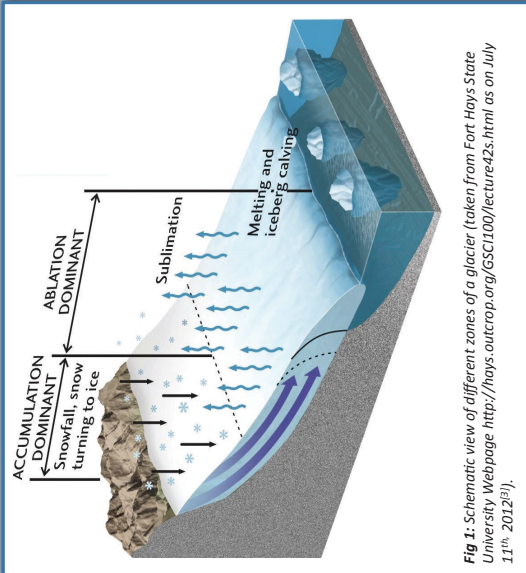 ACCUMULATION
DOMINANT
Snowfall, snow
turning to ice
ABLATION
DOMINANT
Sublimation
Melting and
iceberg calving
Fig 1: Schematic view of different zones of a glacier (taken from Fort Hays State
University Webpage http://hays.outcrop.org/GSCI100/lecture42s.html as on July
11th, 2012[3]).